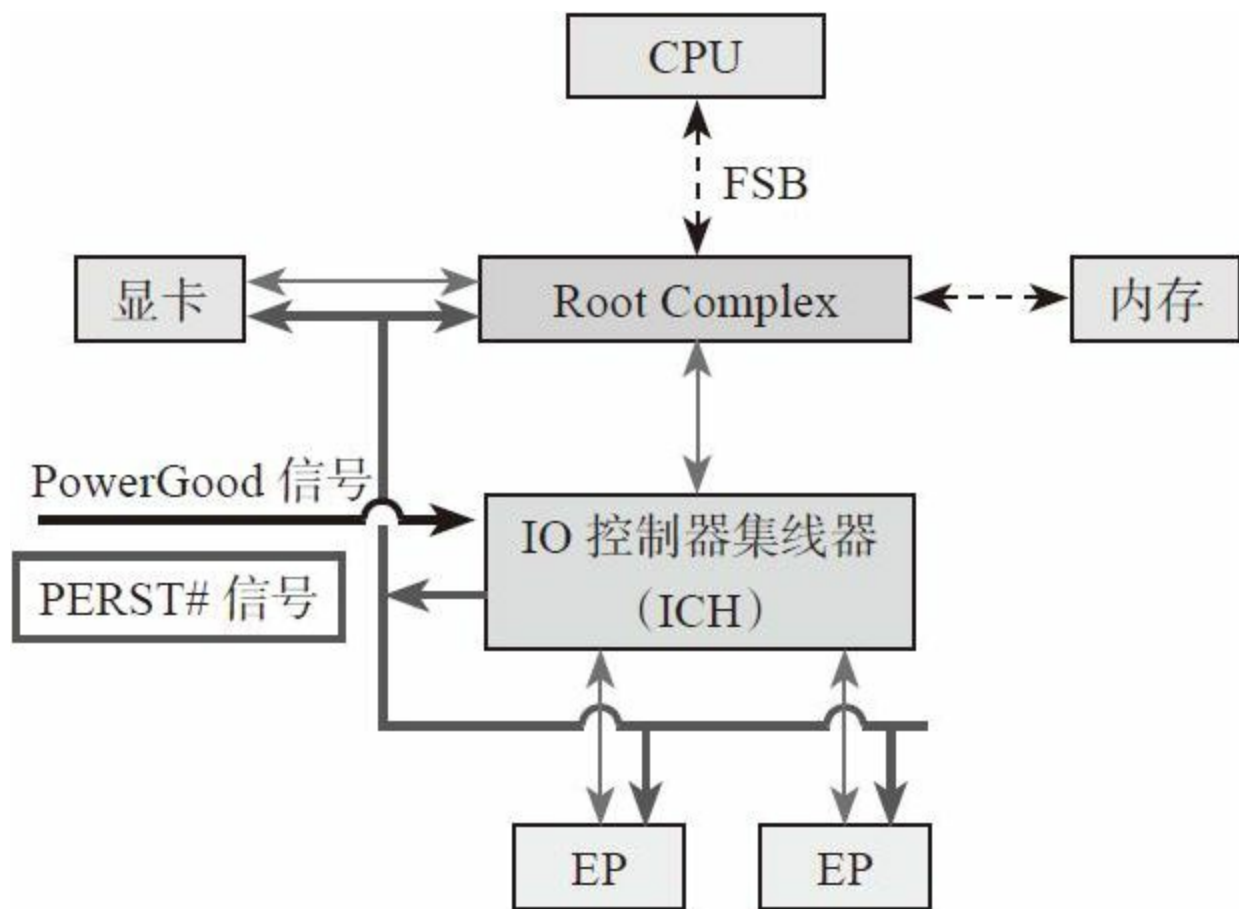 CPU
FSB
显卡
Root Complex
内存
PowerGood 信号
IO 控制器集线器
（ICH）
PERST# 信号
EP
EP